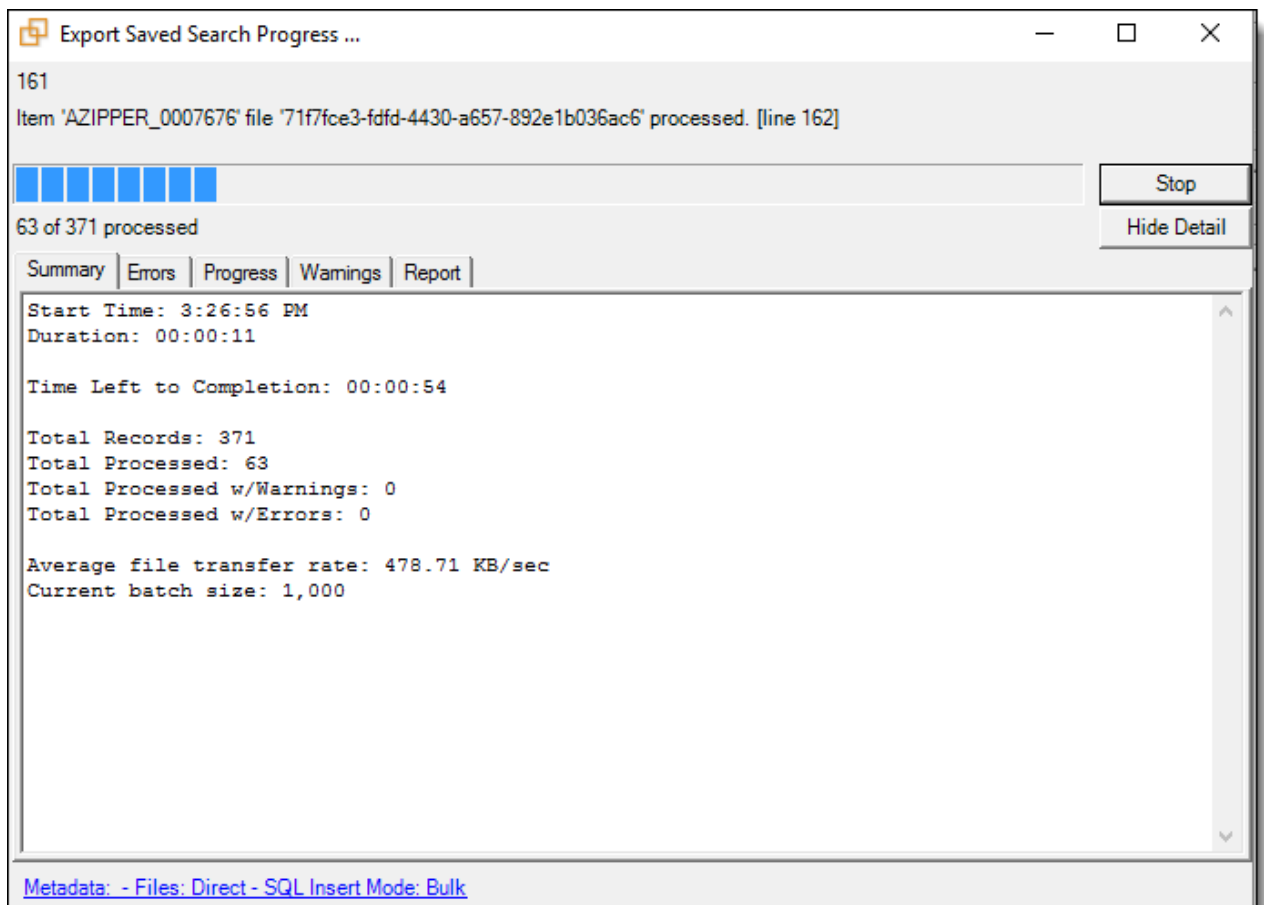 Export Saved Search Progress ...
161
Item 'AZIPPER_0007676' file '71f7fce3-fdfd-4430-a657-892e1b036ac6' processed. [line 162]
Stop
63 of 371 processed
Hide Detail
Summary Errors Progress Warnings Report
Start Time: 3:26:56 PM
Duration: 00:00:11
Time Left to Completion: 00:00:54
Total Records: 371
Total Processed: 63
Total Processed w/Warnings: 0
Total Processed w/Errors: 0
Average file transfer rate: 478.71 KB/sec
Current batch size: 1,000
Metadata:  - Files: Direct - SQL Insert Mode: Bulk